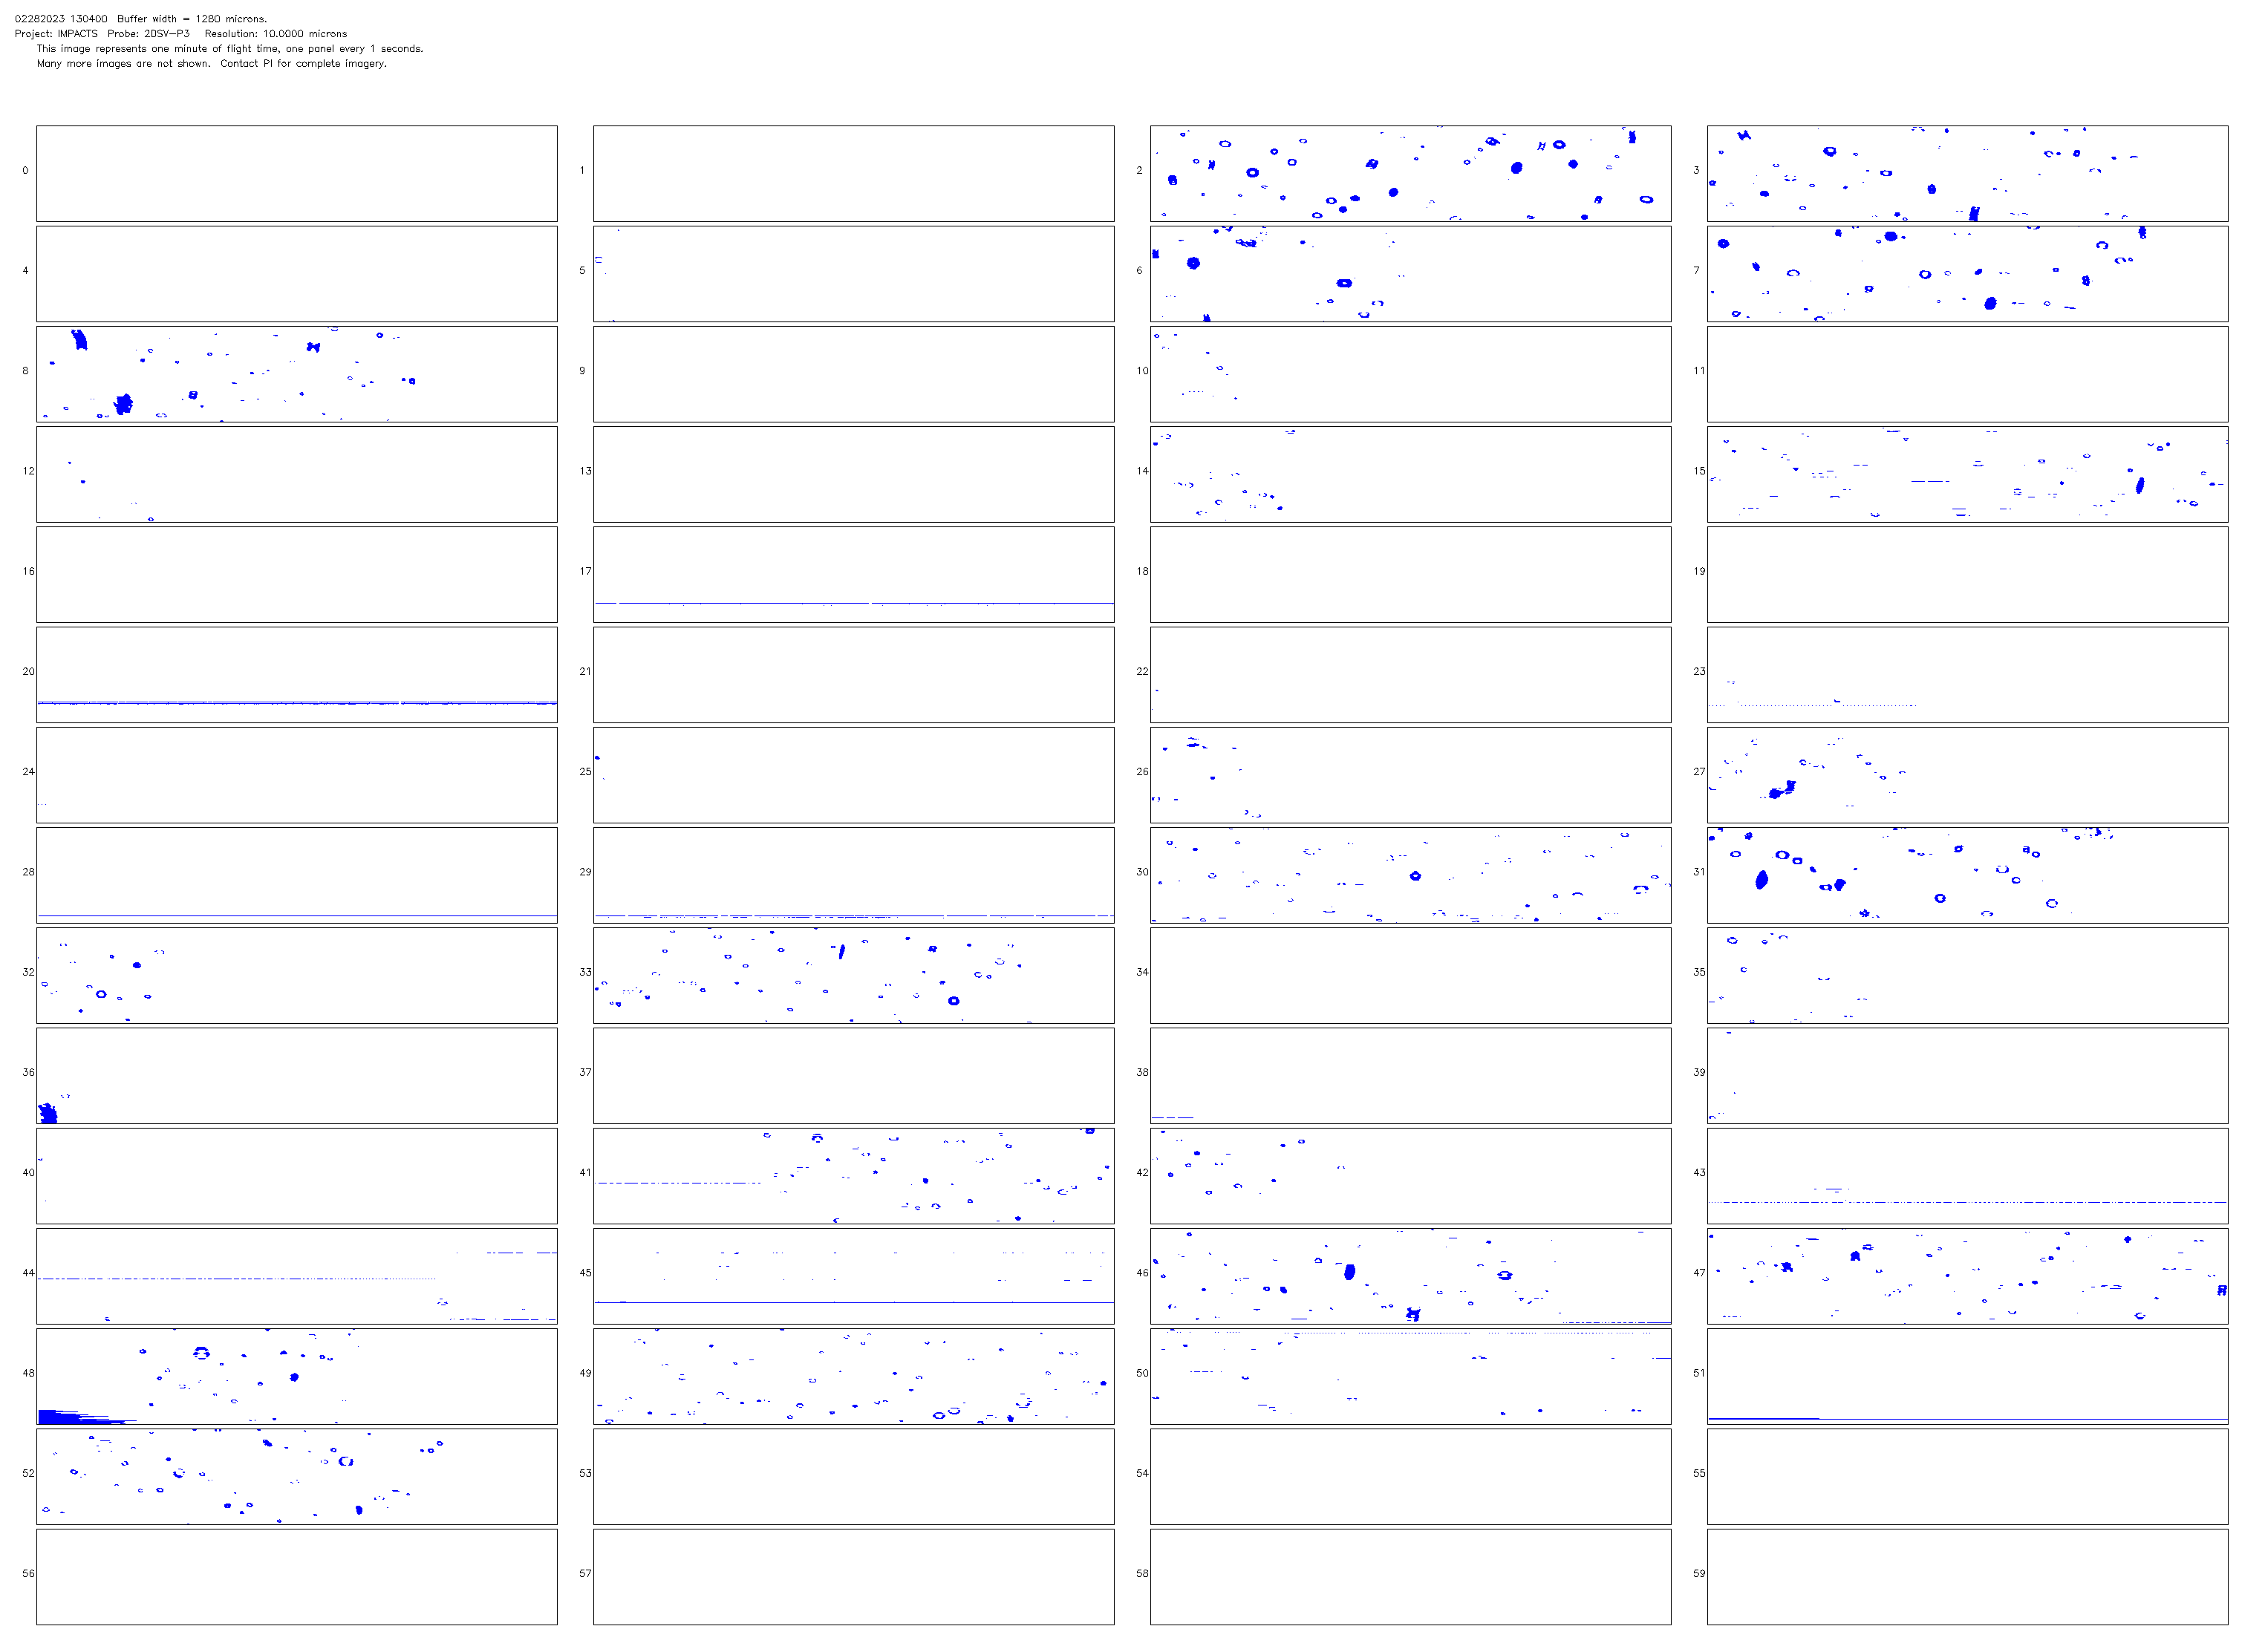 02282023 130400  Buffer width = 1280 microns.
Project: IMPACTS  Probe: 2DSV-P3   Resolution: 10.0000 microns
This image represents one minute of flight time, one panel every 1 seconds.
Many more images are not shown.  Contact PI for complete imagery.
0 1 2 3
4 5 6 7
8 9 10 11
12 13 14 15
16 17 18 19
20 21 22 23
24 25 26 27
28 29 30 31
32 33 34 35
36 37 38 39
40 41 42 43
44 45 46 47
48 49 50 51
52 53 54 55
56 57 58 59